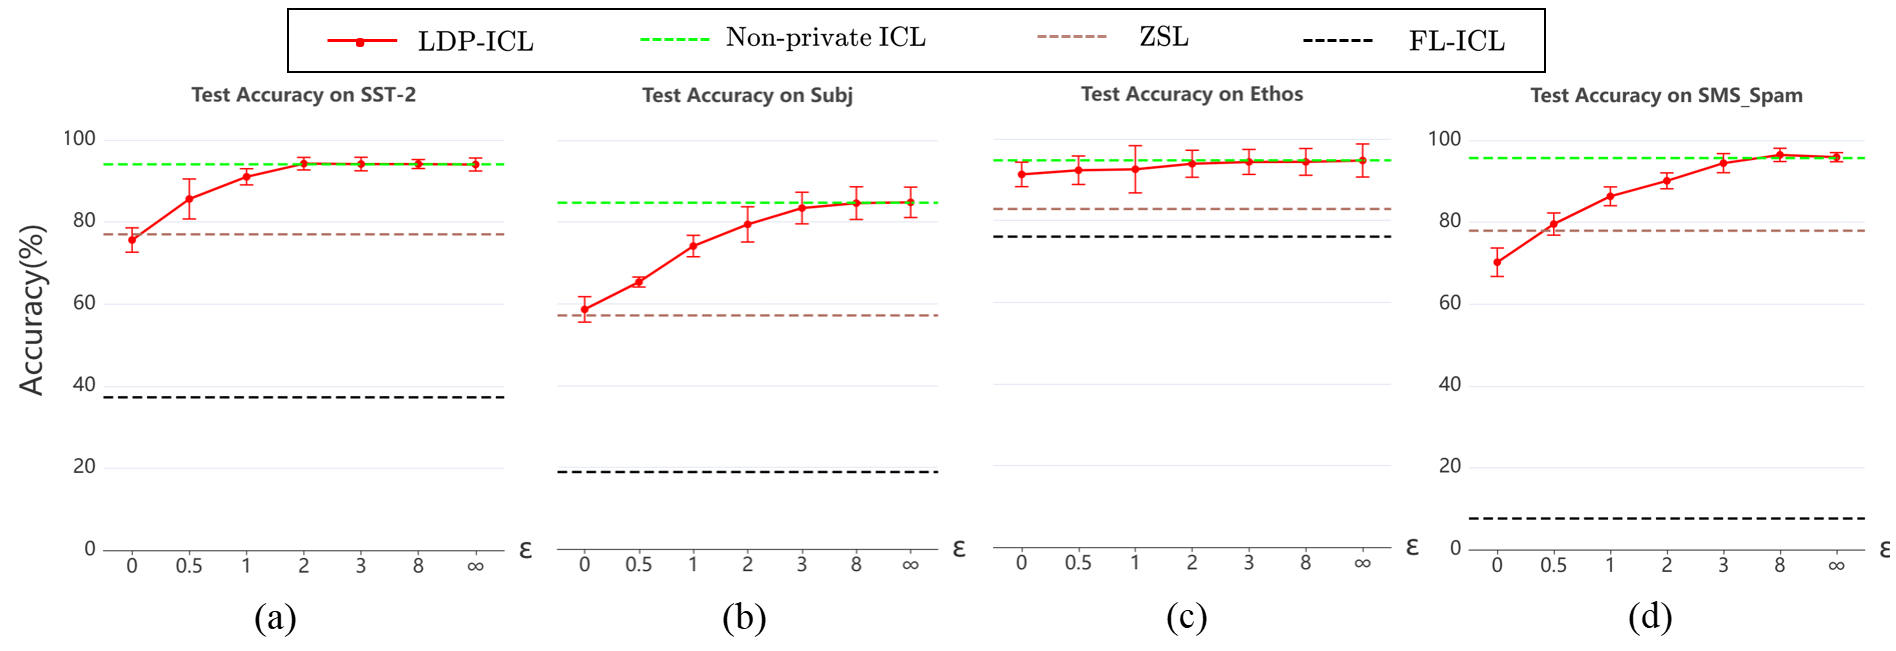 LDP-ICL Non-private ICL ZSL FL-ICL
Test Accuracy on SST-2
Test Accuracy on Subj
Test Accuracy on Ethos
Test Accuracy on SMS_Spam
Accuracy(%)
100
80
60
40
20
0
0 0.5 1 2 3 8 ∞ ε
(a)
0 0.5 1 2 3 8 ∞ ε
(b)
0 0.5 1 2 3 8 ∞ ε
(c)
100
80
60
40
20
0
0 0.5 1 2 3 8 ∞ ε
(d)